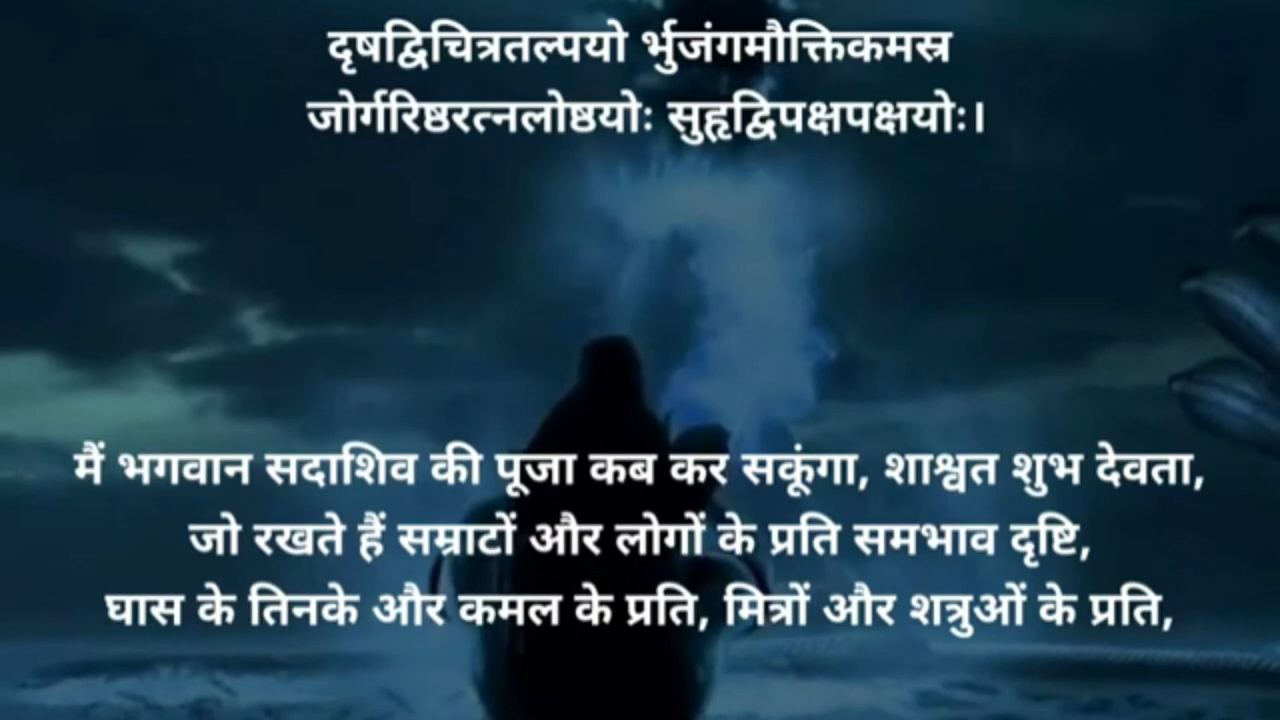 दृषद्विचित्रतल्पयो र्भुजंगमौक्तिकमस्र
जोर्गरिष्ठरत्नलोष्ठयोः सुहृद्विपक्षपक्षयोः।
मैं भगवान सदाशिव की पूजा कब कर सकूंगा, शाश्वत शुभ देवता,
जो रखते हैं सम्राटों और लोगों के प्रति समभाव दृष्टि,
घास के तिनके और कमल के प्रति, मित्रों और शत्रुओं के प्रति,